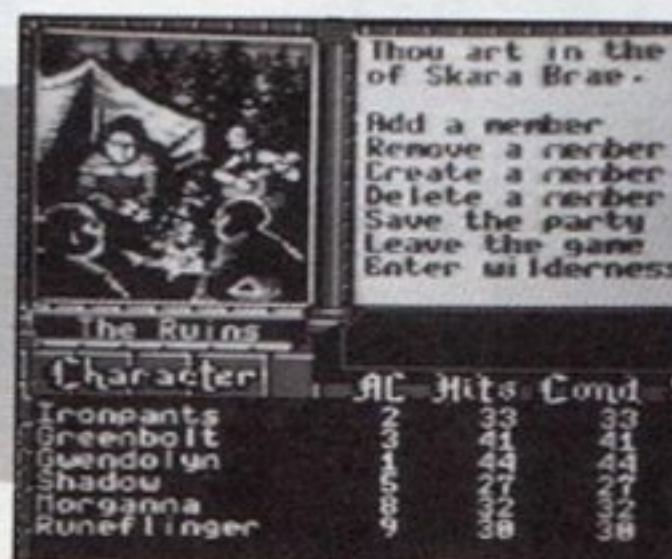 Thou art in the
of Skara Brae.
Add a member
Remove a member
Create a member
Delete a member
Save the party
Leave the game
Enter wilderness
The Ruins
Character AC Hits Cond
Ironpants 2 33 33
Greenbolt 3 41 41
Gwendolyn 1 44 44
Shadow 5 27 27
Morganna 8 32 32
Runeflinger 9 30 30